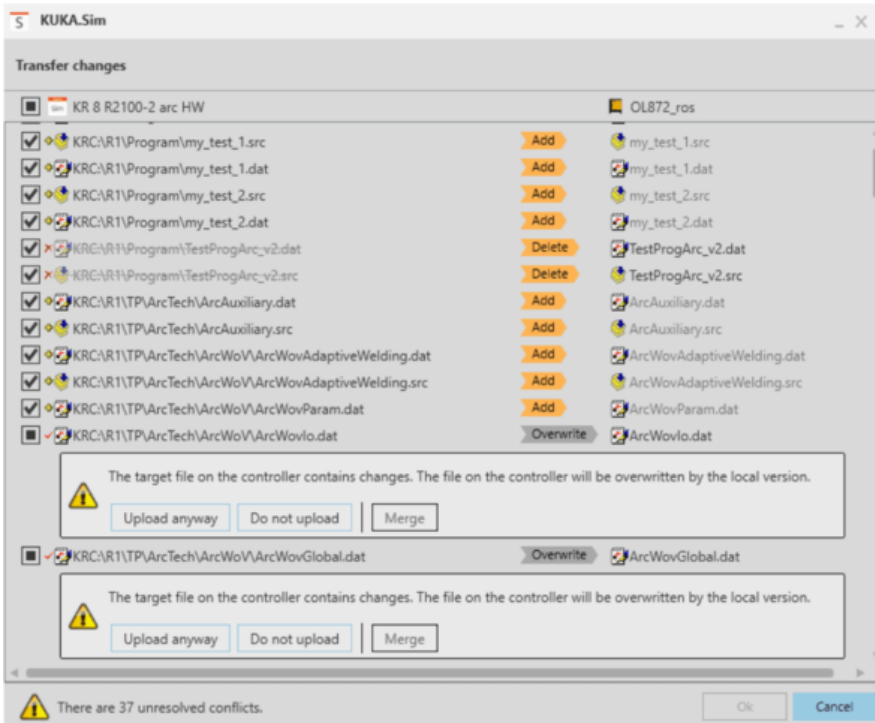 S KUKA.Sim
Transfer changes
Sim KR 8 R2100-2 arc HW OL872_ros
KRC:\R1\Program\my_test_1.src Add my_test_1.src
KRC:\R1\Program\my_test_1.dat Add my_test_1.dat
KRC:\R1\Program\my_test_2.src Add my_test_2.src
KRC:\R1\Program\my_test_2.dat Add my_test_2.dat
KRC:\R1\Program\TestProgArc_v2.dat Delete TestProgArc_v2.dat
KRC:\R1\Program\TestProgArc_v2.src Delete TestProgArc_v2.src
KRC:\R1\TP\ArcTech\ArcAuxiliary.dat Add ArcAuxiliary.dat
KRC:\R1\TP\ArcTech\ArcAuxiliary.src Add ArcAuxiliary.src
KRC:\R1\TP\ArcTech\ArcWoV\ArcWovAdaptiveWelding.dat Add ArcWovAdaptiveWelding.dat
KRC:\R1\TP\ArcTech\ArcWoV\ArcWovAdaptiveWelding.src Add ArcWovAdaptiveWelding.src
KRC:\R1\TP\ArcTech\ArcWoV\ArcWovParam.dat Add ArcWovParam.dat
KRC:\R1\TP\ArcTech\ArcWoV\ArcWovIo.dat Overwrite ArcWovIo.dat
The target file on the controller contains changes. The file on the controller will be overwritten by the local version.
Upload anyway Do not upload Merge
KRC:\R1\TP\ArcTech\ArcWoV\ArcWovGlobal.dat Overwrite ArcWovGlobal.dat
The target file on the controller contains changes. The file on the controller will be overwritten by the local version.
Upload anyway Do not upload Merge
There are 37 unresolved conflicts. Ok Cancel